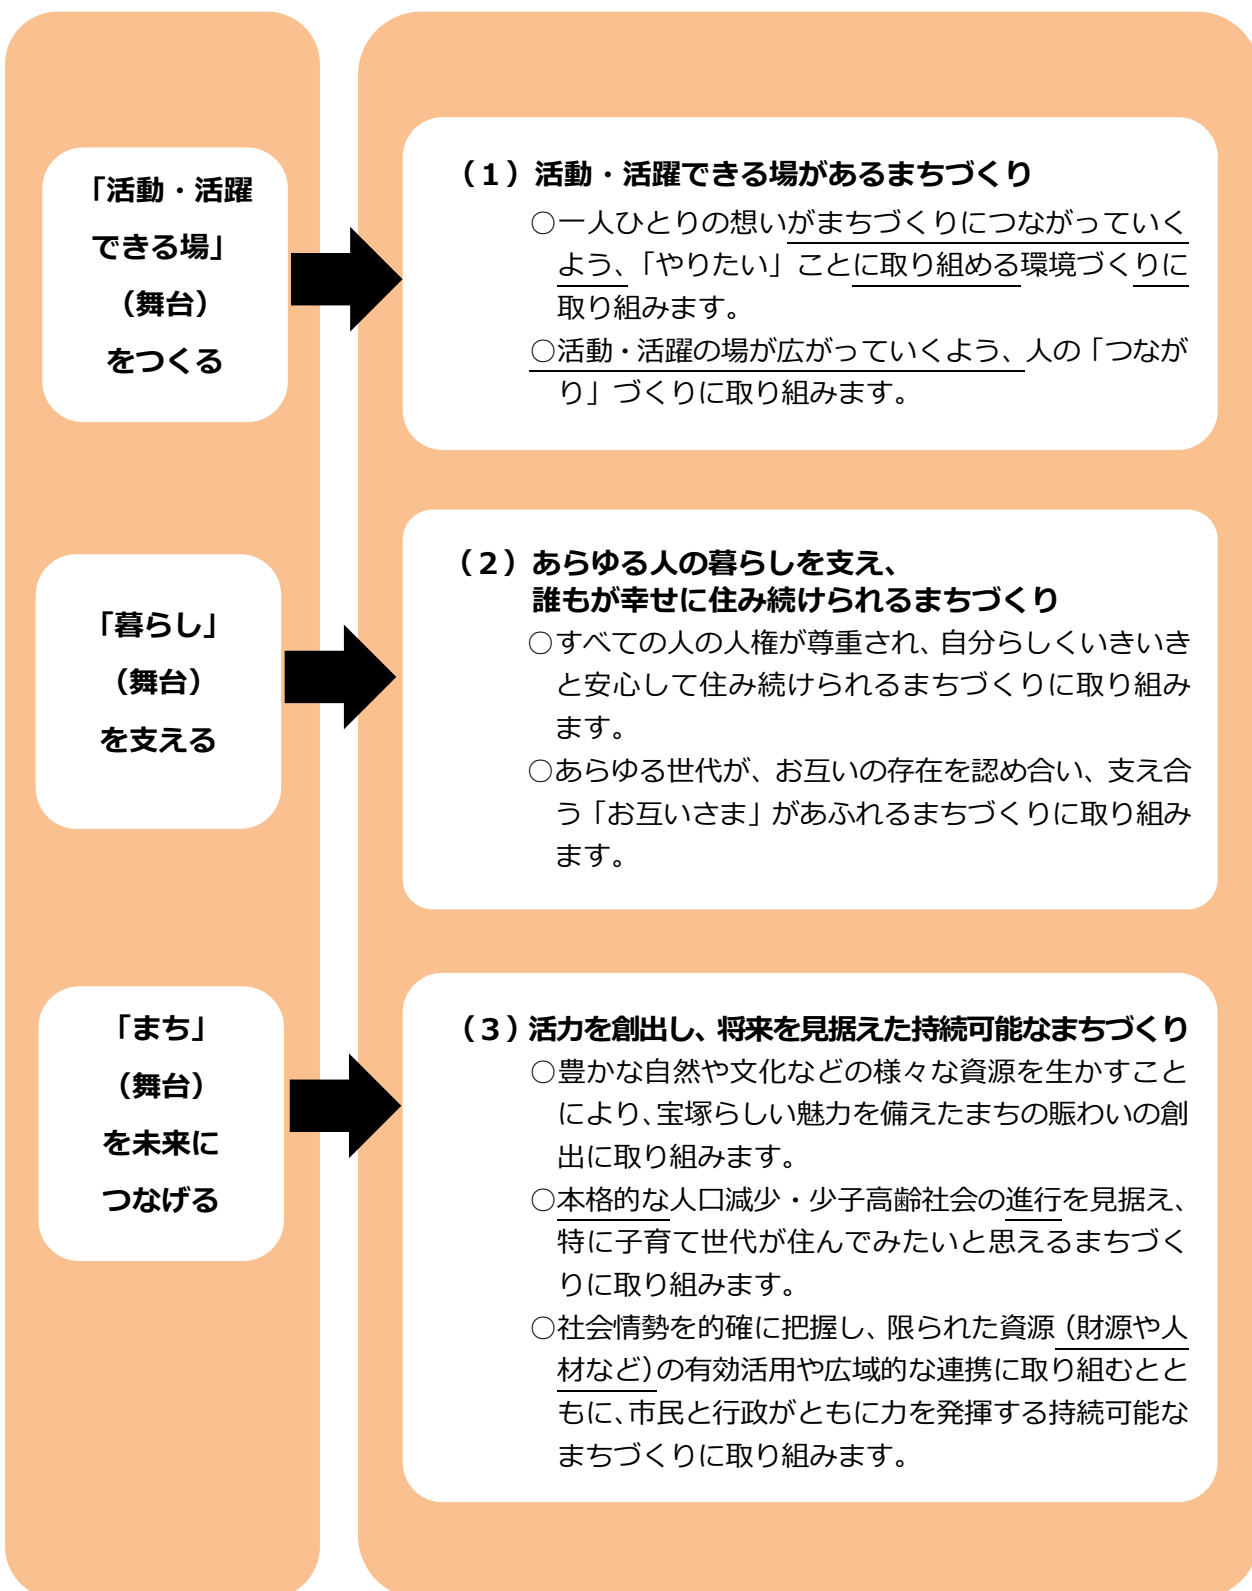 「活動・活躍
できる場」
（舞台）
をつくる
（１）活動・活躍できる場があるまちづくり
○一人ひとりの想いがまちづくりにつながっていく
よう、「やりたい」ことに取り組める環境づくりに
取り組みます。
○活動・活躍の場が広がっていくよう、人の「つなが
り」づくりに取り組みます。
「暮らし」
（舞台）
を支える
（２）あらゆる人の暮らしを支え、
誰もが幸せに住み続けられるまちづくり
○すべての人の人権が尊重され、自分らしくいきいき
と安心して住み続けられるまちづくりに取り組み
ます。
○あらゆる世代が、お互いの存在を認め合い、支え合
う「お互いさま」があふれるまちづくりに取り組み
ます。
「まち」
（舞台）
を未来に
つなげる
（３）活力を創出し、将来を見据えた持続可能なまちづくり
○豊かな自然や文化などの様々な資源を生かすこと
により、宝塚らしい魅力を備えたまちの賑わいの創
出に取り組みます。
○本格的な人口減少・少子高齢社会の進行を見据え、
特に子育て世代が住んでみたいと思えるまちづく
りに取り組みます。
○社会情勢を的確に把握し、限られた資源（財源や人
材など）の有効活用や広域的な連携に取り組むとと
もに、市民と行政がともに力を発揮する持続可能な
まちづくりに取り組みます。